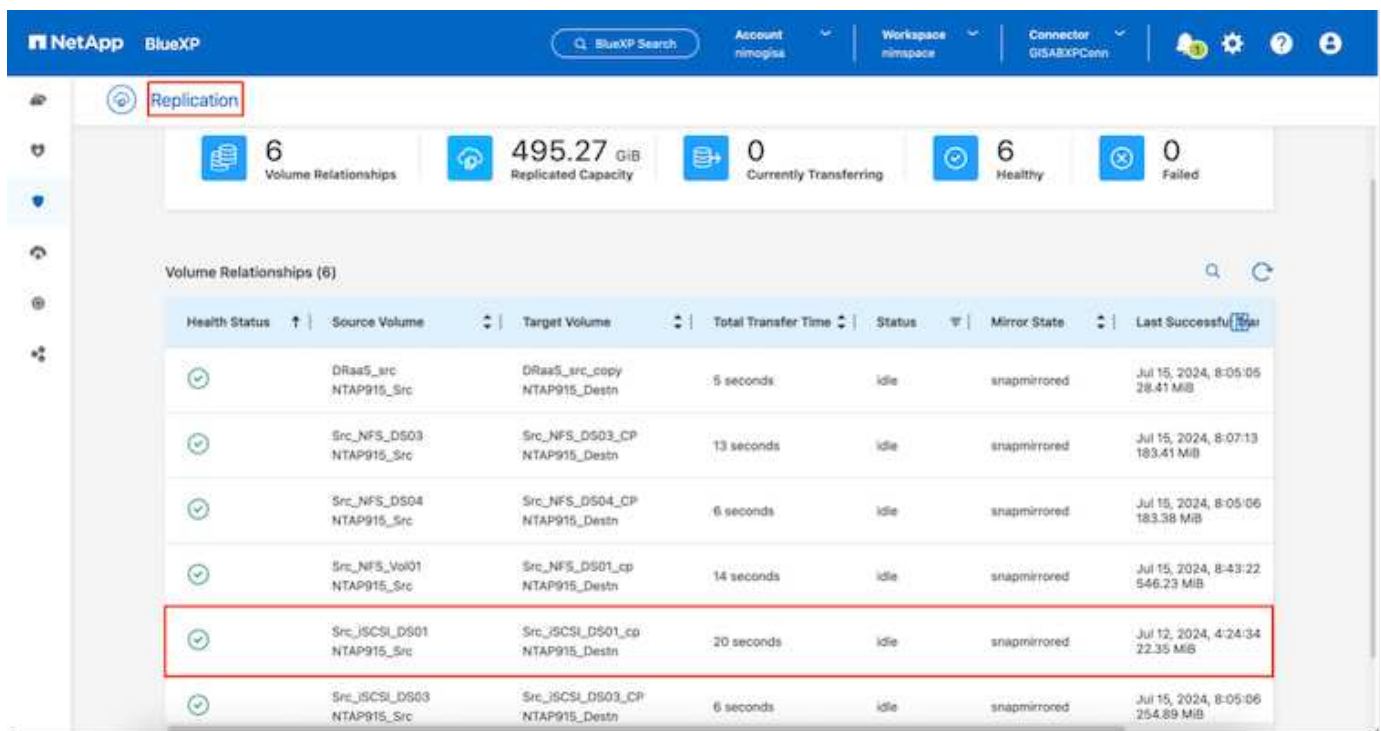 NetApp BlueXP
BlueXP Search
Account
nimogisa
Workspace
nimspace
Connector
GISABXPConn
Replication
6
Volume Relationships
495.27 GiB
Replicated Capacity
0
Currently Transferring
6
Healthy
0
Failed
Volume Relationships (6)
Health Status Source Volume Target Volume Total Transfer Time Status Mirror State Last Successful
DRaaS_src DRaaS_src_copy 5 seconds idle snapmirrored Jul 15, 2024, 8:05:05
NTAP915_Src NTAP915_Destn 28.41 MiB
Src_NFS_DS03 Src_NFS_DS03_CP 13 seconds idle snapmirrored Jul 15, 2024, 8:07:13
NTAP915_Src NTAP915_Destn 183.41 MiB
Src_NFS_DS04 Src_NFS_DS04_CP 6 seconds idle snapmirrored Jul 15, 2024, 8:05:06
NTAP915_Src NTAP915_Destn 183.38 MiB
Src_NFS_Vol01 Src_NFS_DS01_cp 14 seconds idle snapmirrored Jul 15, 2024, 8:43:22
NTAP915_Src NTAP915_Destn 546.23 MiB
Src_iSCSI_DS01 Src_iSCSI_DS01_cp 20 seconds idle snapmirrored Jul 12, 2024, 4:24:34
NTAP915_Src NTAP915_Destn 22.35 MiB
Src_iSCSI_DS03 Src_iSCSI_DS03_CP 6 seconds idle snapmirrored Jul 15, 2024, 8:05:06
NTAP915_Src NTAP915_Destn 254.89 MiB